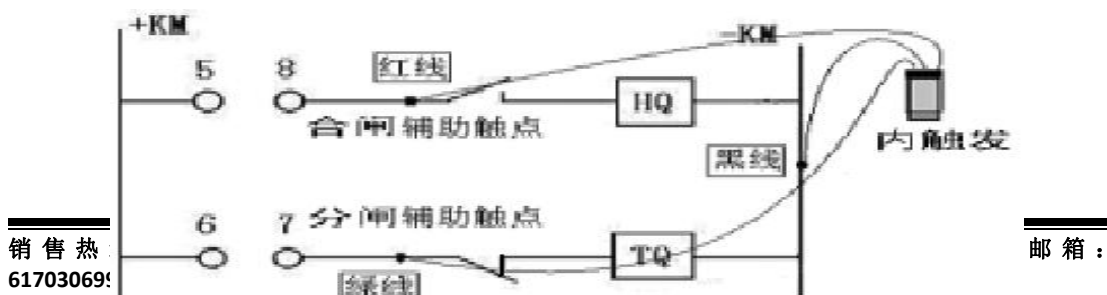 +KM
-KM
5 8 红线
HQ
合闸辅助触点
内触发
黑线
6 7 分闸辅助触点
TQ
销 售 热
邮 箱 :
61703069
绿线